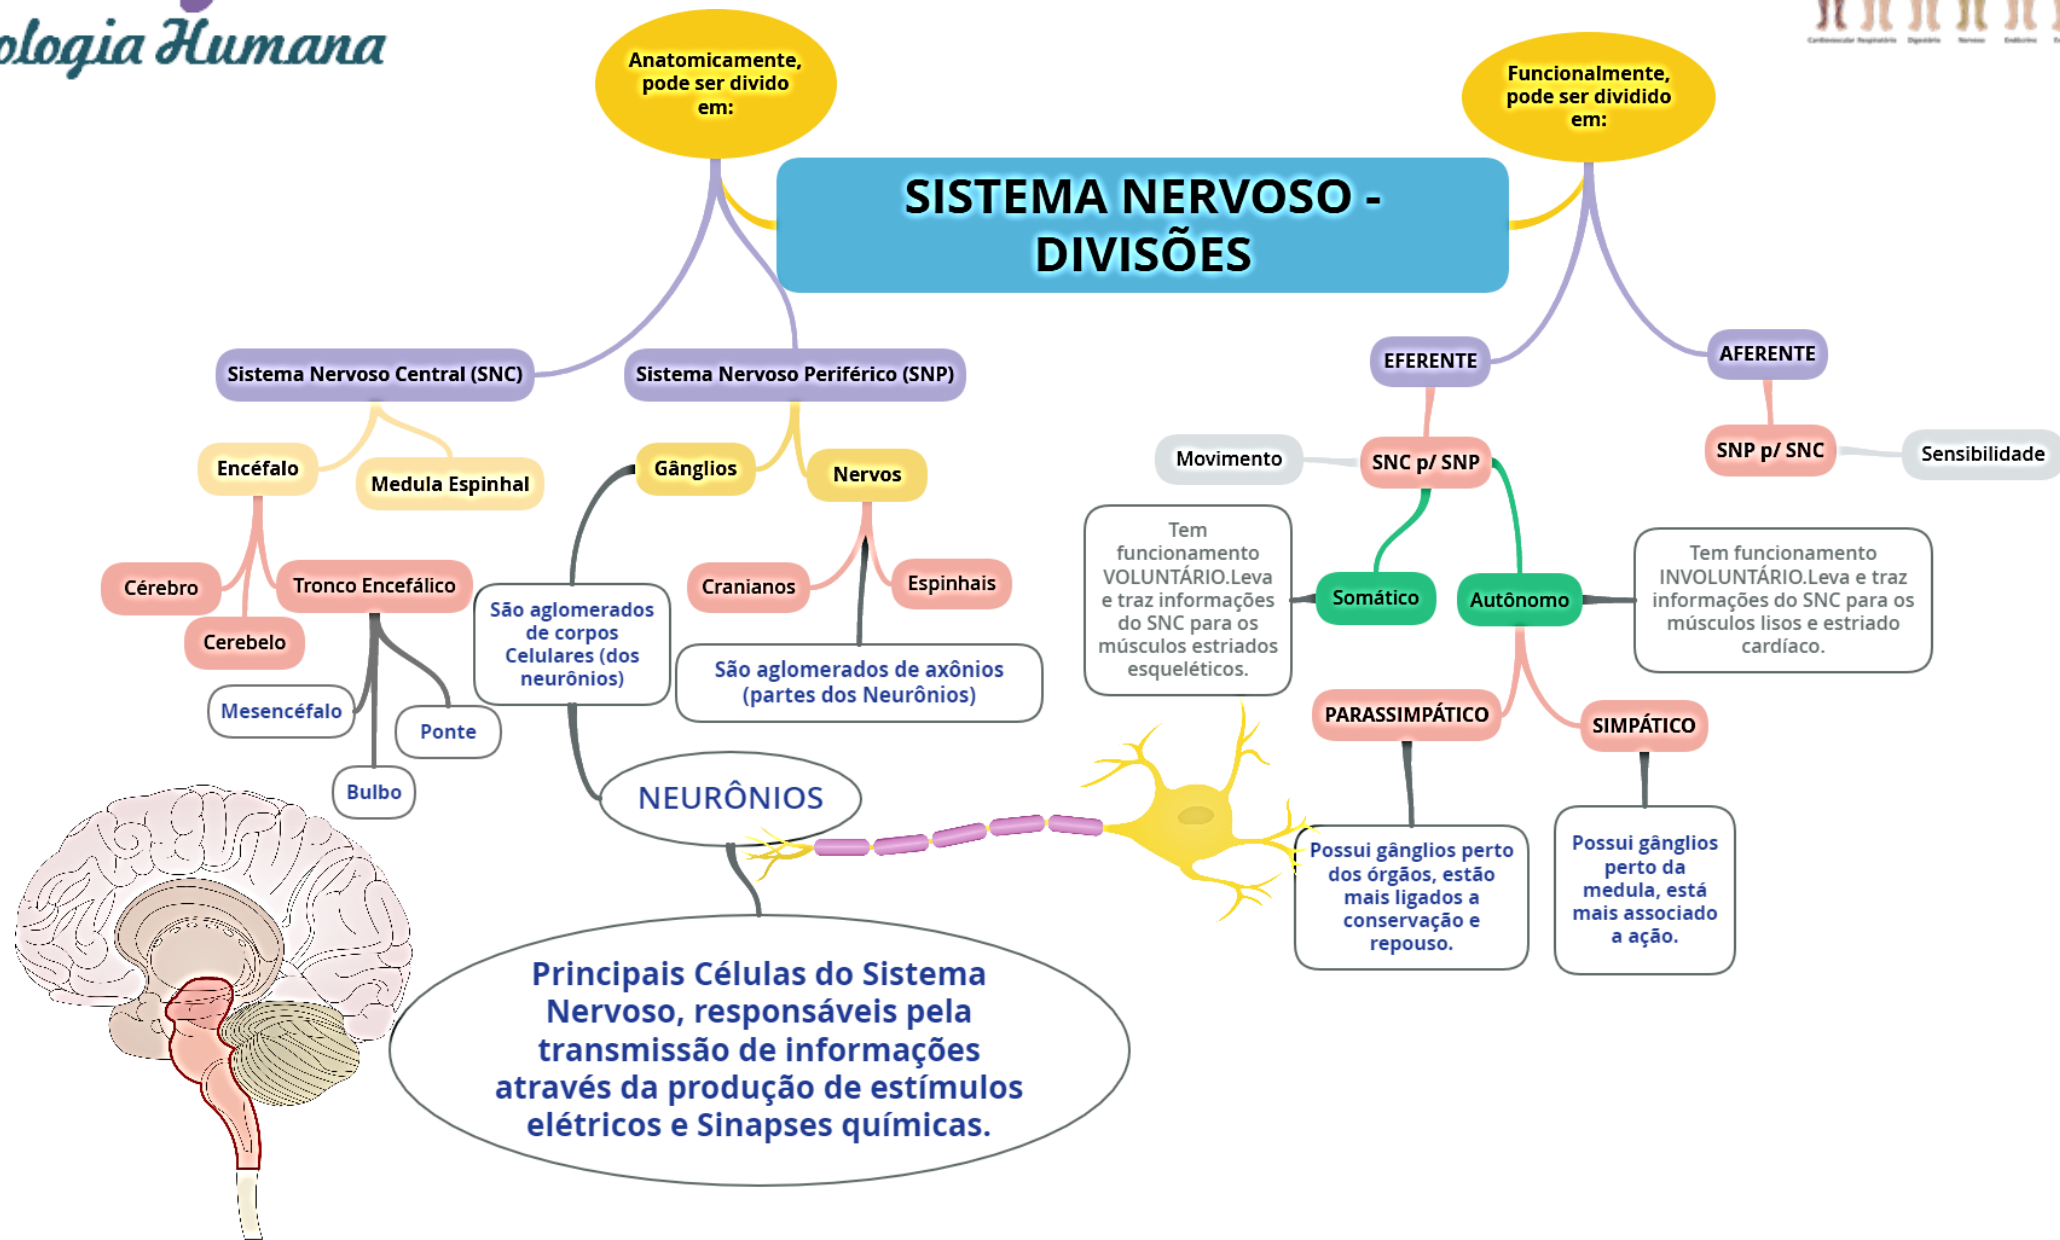 ologia Humana
Cardiovascular Respiratório Digestório Nervoso Endócrino
Anatomicamente,
pode ser divido
em:
Funcionalmente,
pode ser dividido
em:
SISTEMA NERVOSO -
DIVISÕES
Sistema Nervoso Central (SNC)
Sistema Nervoso Periférico (SNP)
EFERENTE
AFERENTE
Encéfalo
Medula Espinhal
Gânglios
Nervos
Movimento
SNC p/ SNP
SNP p/ SNC
Sensibilidade
Cérebro
Tronco Encefálico
Cerebelo
São aglomerados
de corpos
Celulares (dos
neurônios)
Cranianos
Espinhais
São aglomerados de axônios
(partes dos Neurônios)
Tem
funcionamento
VOLUNTÁRIO.Leva
e traz informações
do SNC para os
músculos estriados
esqueléticos.
Somático
Autônomo
Tem funcionamento
INVOLUNTÁRIO.Leva e traz
informações do SNC para os
músculos lisos e estriado
cardíaco.
Mesencéfalo
Ponte
Bulbo
PARASSIMPÁTICO
SIMPÁTICO
NEURÔNIOS
Possui gânglios perto
dos órgãos, estão
mais ligados a
conservação e
repouso.
Possui gânglios
perto da
medula, está
mais associado
a ação.
Principais Células do Sistema
Nervoso, responsáveis pela
transmissão de informações
através da produção de estímulos
elétricos e Sinapses químicas.